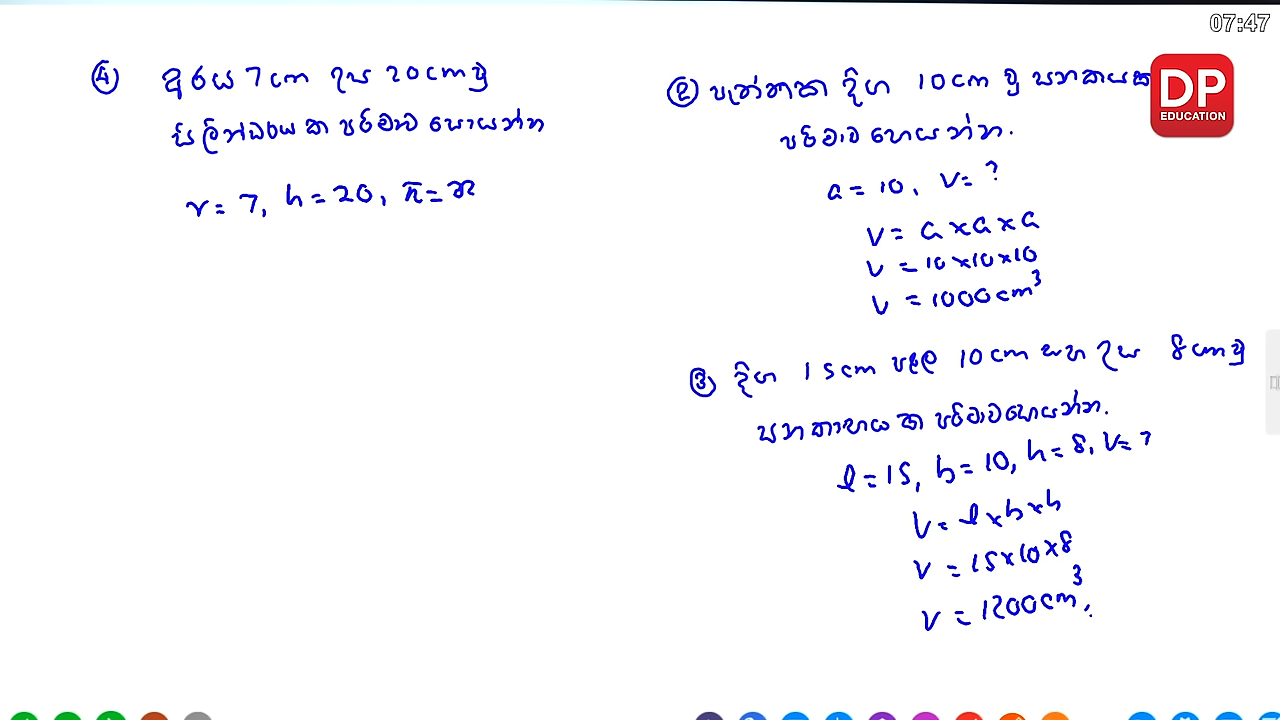 07:47
④ අරය 7cm උස 20cm වූ
සිලින්ඩරයක පරිමාව සොයන්න
r = 7, h = 20, π =
② පැත්තක දිග 10cm වූ ඝනකයක
පරිමාව සොයන්න.
a = 10, V = ?
V = a × a × a
V = 10 × 10 × 10
V = 1000cm³
③ දිග 15cm පළල 10cm සහ උස 8cm වූ
ඝනකාභයක පරිමාව සොයන්න.
l = 15, b = 10, h = 8, V = ?
V = l × b × h
V = 15 × 10 × 8
V = 1200cm³,
DP
EDUCATION